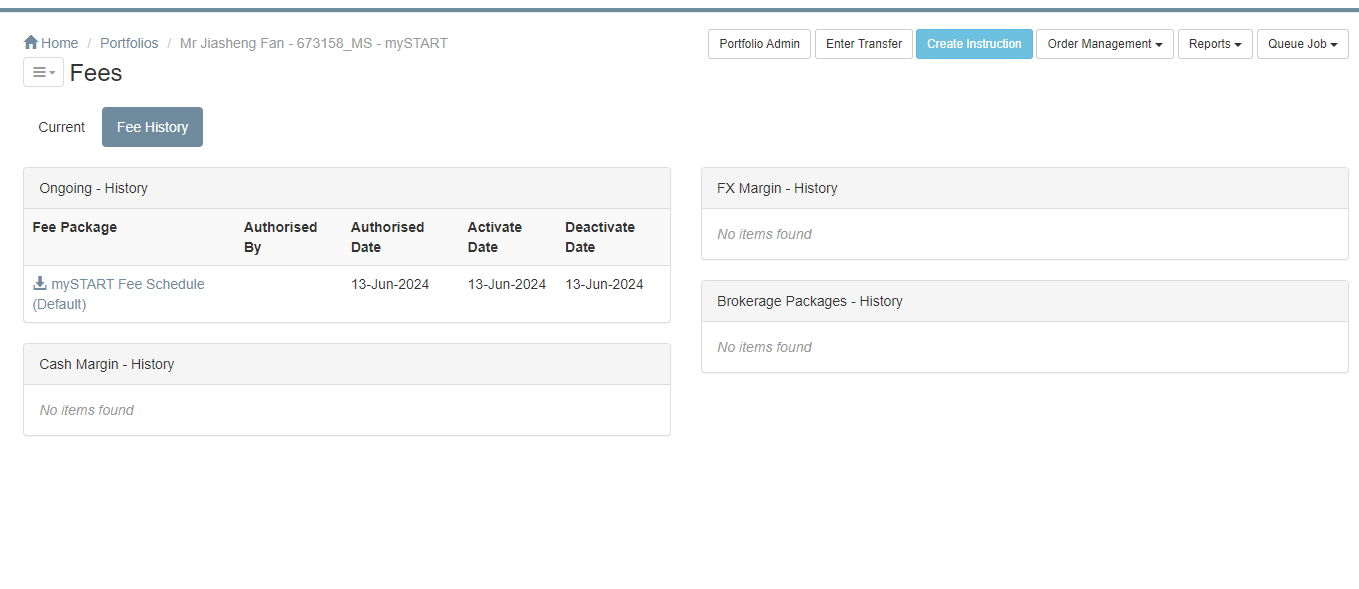 Home / Portfolios / Mr Jiasheng Fan - 673158_MS - mySTART
Portfolio Admin
Enter Transfer
Create Instruction
Order Management
Reports
Queue Job
Fees
Current
Fee History
Ongoing - History
Fee Package
Authorised
By
Authorised
Date
Activate
Date
Deactivate
Date
mySTART Fee Schedule
(Default)
13-Jun-2024
13-Jun-2024
13-Jun-2024
Cash Margin - History
No items found
FX Margin - History
No items found
Brokerage Packages - History
No items found